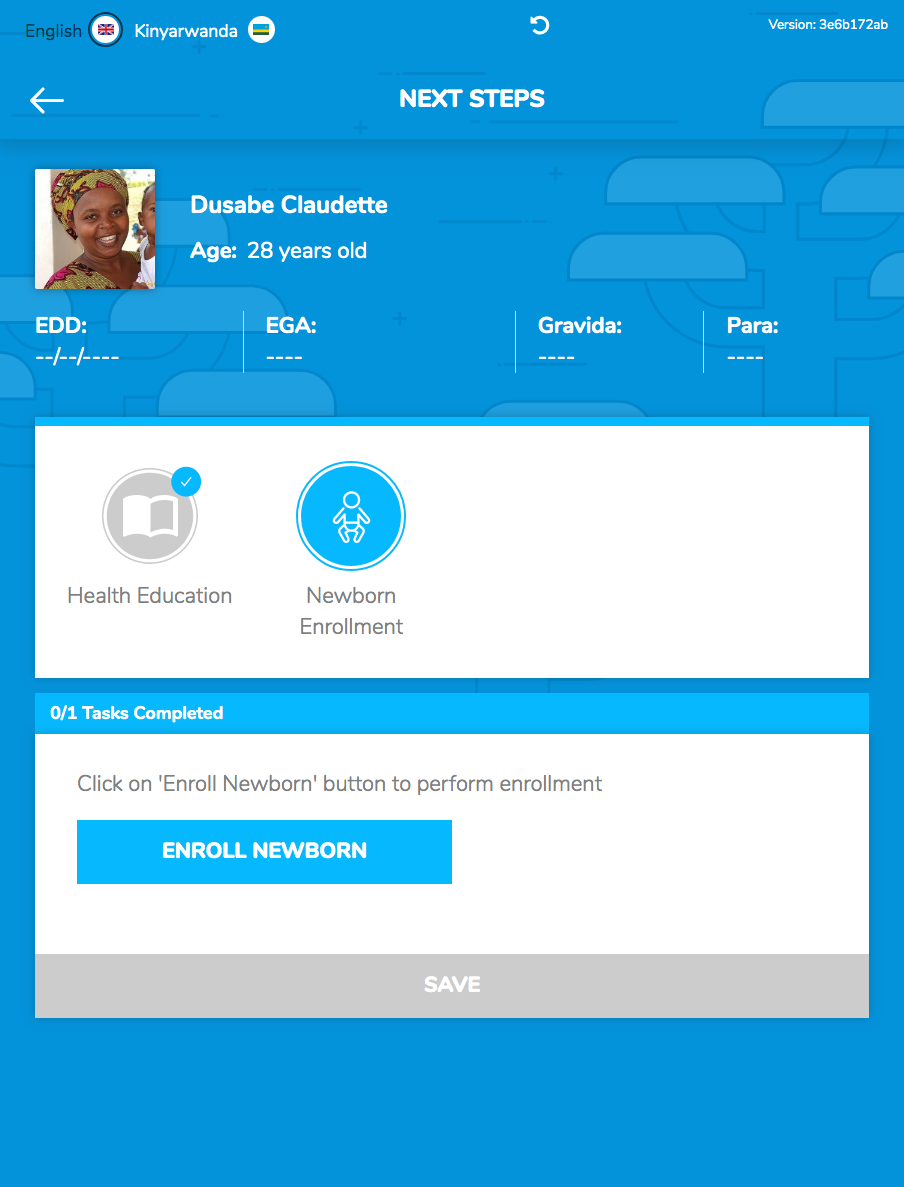 English Kinyarwanda Version: 3e6b172ab
NEXT STEPS
Dusabe Claudette
Age: 28 years old
EDD: EGA: Gravida: Para:
--/--/---- ---- ---- ----
Health Education
Newborn
Enrollment
0/1 Tasks Completed
Click on 'Enroll Newborn' button to perform enrollment
ENROLL NEWBORN
SAVE